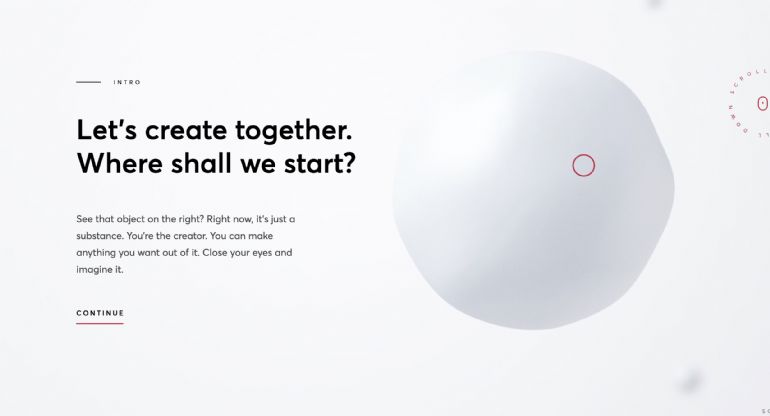 INTRO
Let's create together.
Where shall we start?
See that object on the right? Right now, it's just a
substance. You're the creator. You can make
anything you want out of it. Close your eyes and
imagine it.
CONTINUE
SCROLL
DOWN